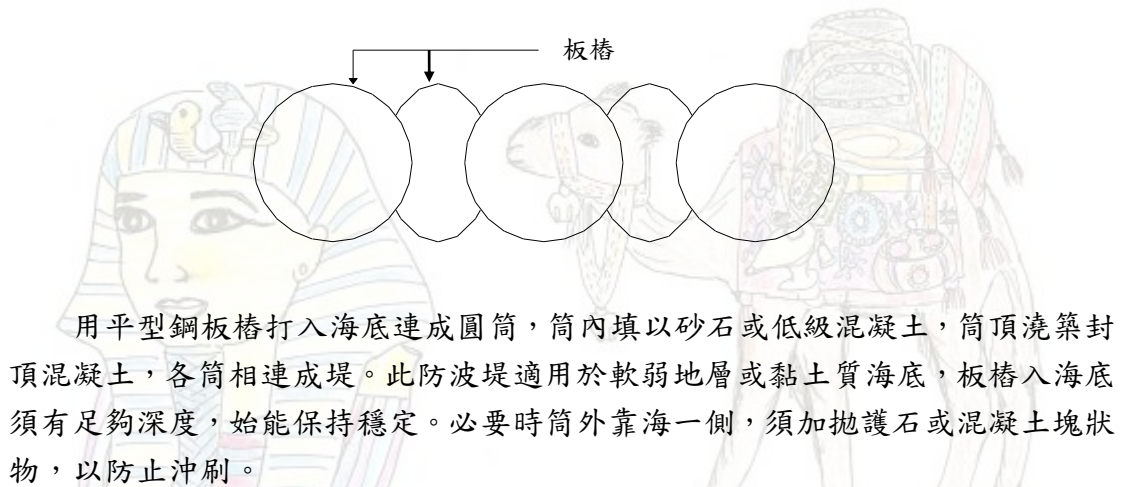 板樁
用平型鋼板樁打入海底連成圓筒，筒內填以砂石或低級混凝土，筒頂澆築封
頂混凝土，各筒相連成堤。此防波堤適用於軟弱地層或黏土質海底，板樁入海底
須有足夠深度，始能保持穩定。必要時筒外靠海一側，須加拋護石或混凝土塊狀
物，以防止沖刷。